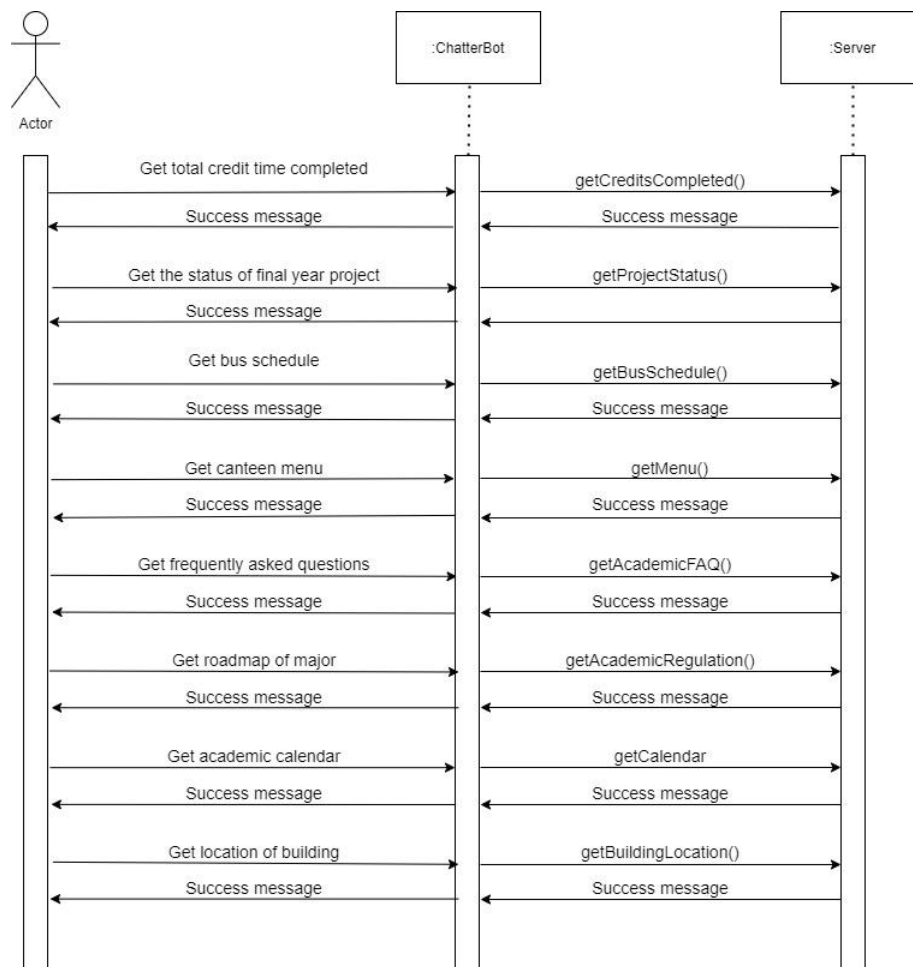 :ChatterBot
:Server
Actor
Get total credit time completed
getCreditsCompleted()
Success message
Success message
Get the status of final year project
getProjectStatus()
Success message
Get bus schedule
getBusSchedule()
Success message
Success message
Get canteen menu
getMenu()
Success message
Success message
Get frequently asked questions
getAcademicFAQ()
Success message
Success message
Get roadmap of major
getAcademicRegulation()
Success message
Success message
Get academic calendar
getCalendar
Success message
Success message
Get location of building
getBuildingLocation()
Success message
Success message